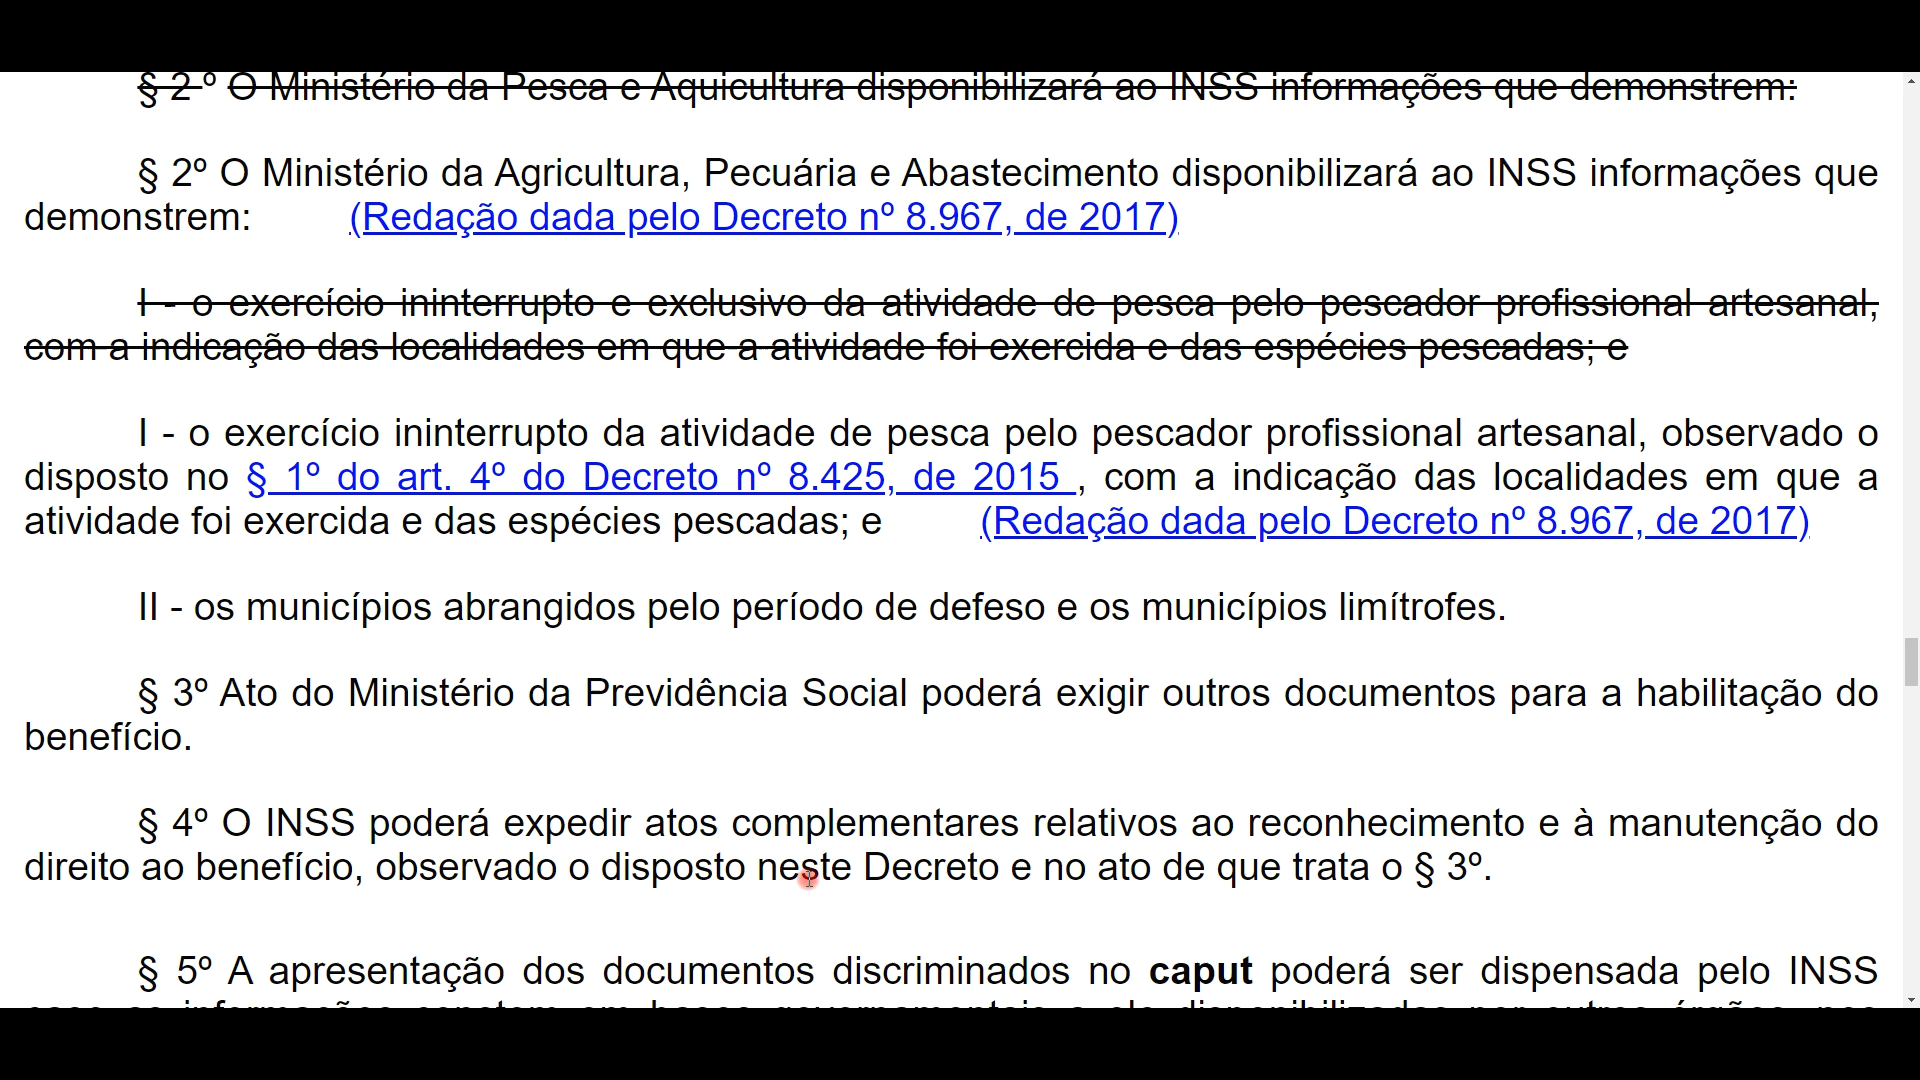 § 2 º O Ministério da Pesca e Aquicultura disponibilizará ao INSS informações que demonstrem:
§ 2º O Ministério da Agricultura, Pecuária e Abastecimento disponibilizará ao INSS informações que
demonstrem: (Redação dada pelo Decreto nº 8.967, de 2017)
I - o exercício ininterrupto e exclusivo da atividade de pesca pelo pescador profissional artesanal,
com a indicação das localidades em que a atividade foi exercida e das espécies pescadas; e
I - o exercício ininterrupto da atividade de pesca pelo pescador profissional artesanal, observado o
disposto no § 1º do art. 4º do Decreto nº 8.425, de 2015 , com a indicação das localidades em que a
atividade foi exercida e das espécies pescadas; e (Redação dada pelo Decreto nº 8.967, de 2017)
II - os municípios abrangidos pelo período de defeso e os municípios limítrofes.
§ 3º Ato do Ministério da Previdência Social poderá exigir outros documentos para a habilitação do
benefício.
§ 4º O INSS poderá expedir atos complementares relativos ao reconhecimento e à manutenção do
direito ao benefício, observado o disposto neste Decreto e no ato de que trata o § 3º.
§ 5º A apresentação dos documentos discriminados no caput poderá ser dispensada pelo INSS